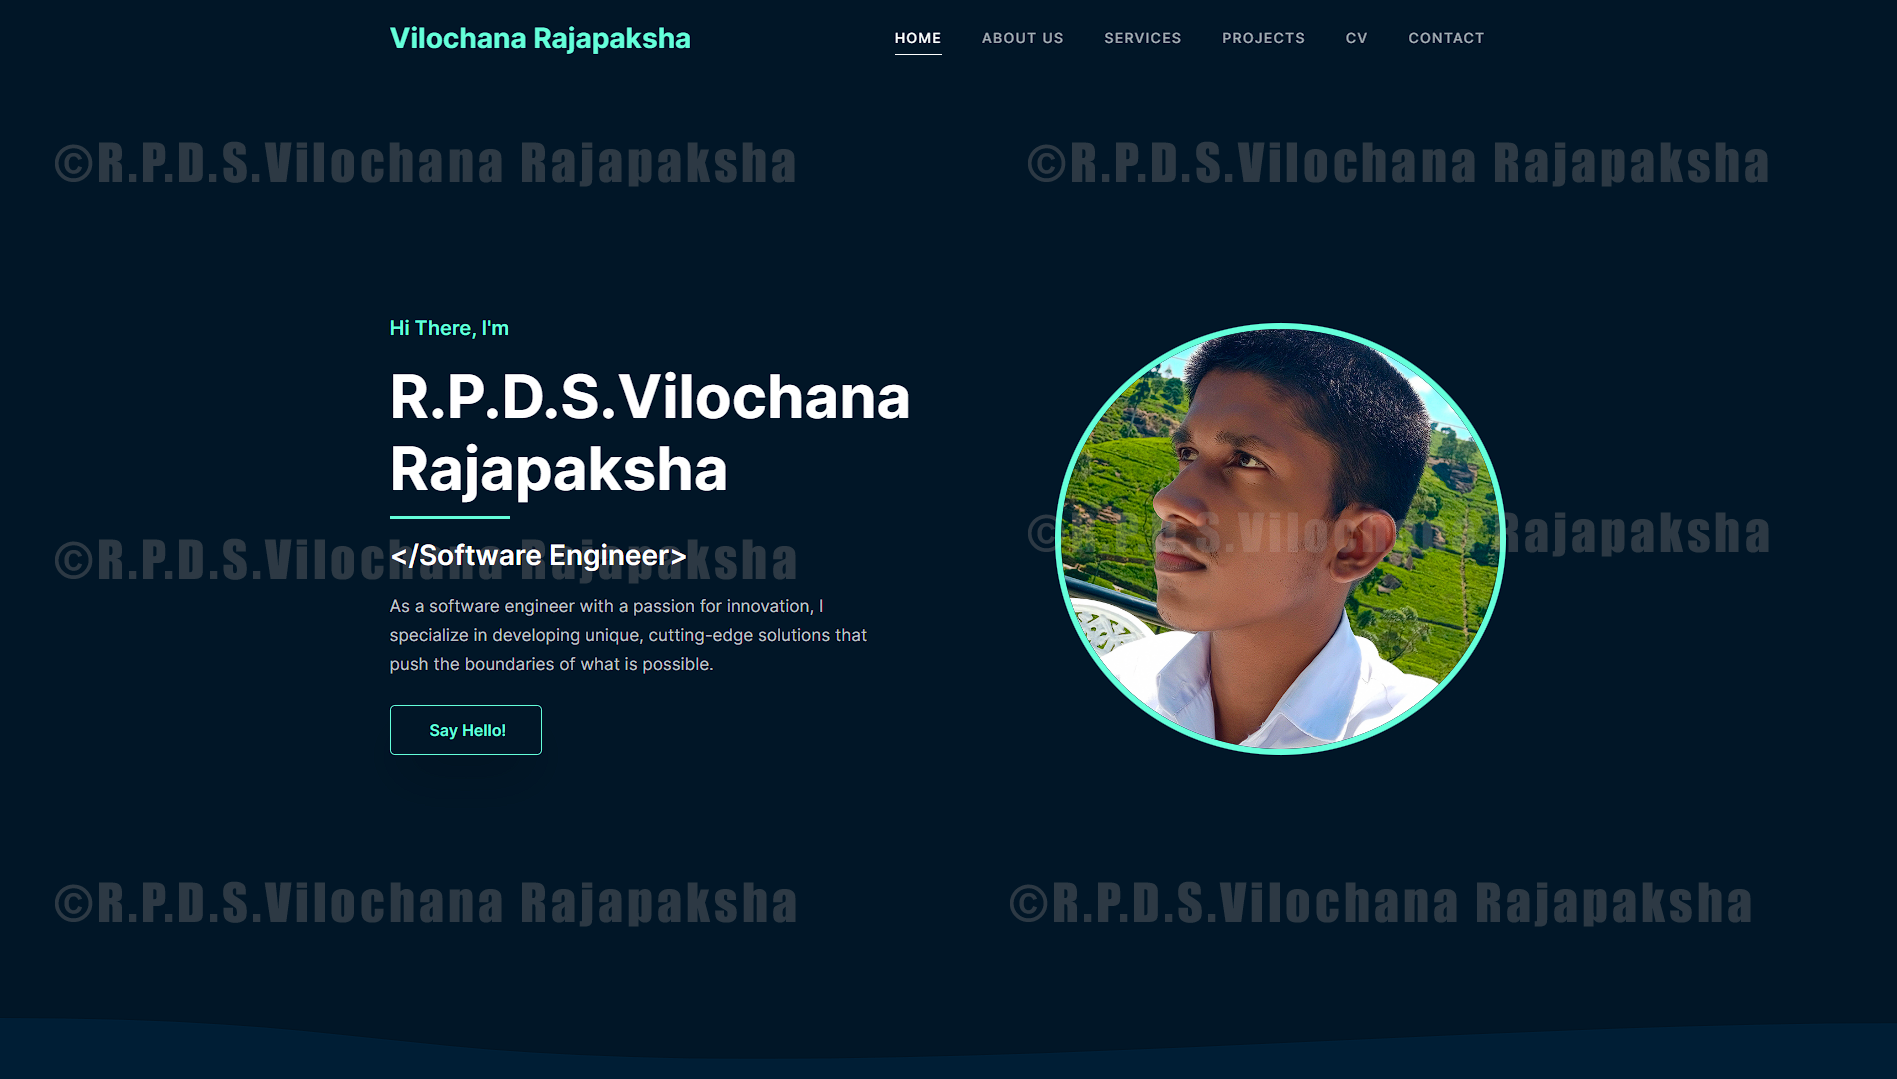 Vilochana Rajapaksha
HOME ABOUT US SERVICES PROJECTS CV CONTACT
©R.P.D.S.Vilochana Rajapaksha
©R.P.D.S.Vilochana Rajapaksha
Hi There, I'm
R.P.D.S.Vilochana
Rajapaksha
</Software Engineer>
As a software engineer with a passion for innovation, I
specialize in developing unique, cutting-edge solutions that
push the boundaries of what is possible.
Say Hello!
©R.P.D.S.Vilochana Rajapaksha
©R.P.D.S.Vilochana Rajapaksha
©R.P.D.S.Vilochana Rajapaksha
©R.P.D.S.Vilochana Rajapaksha